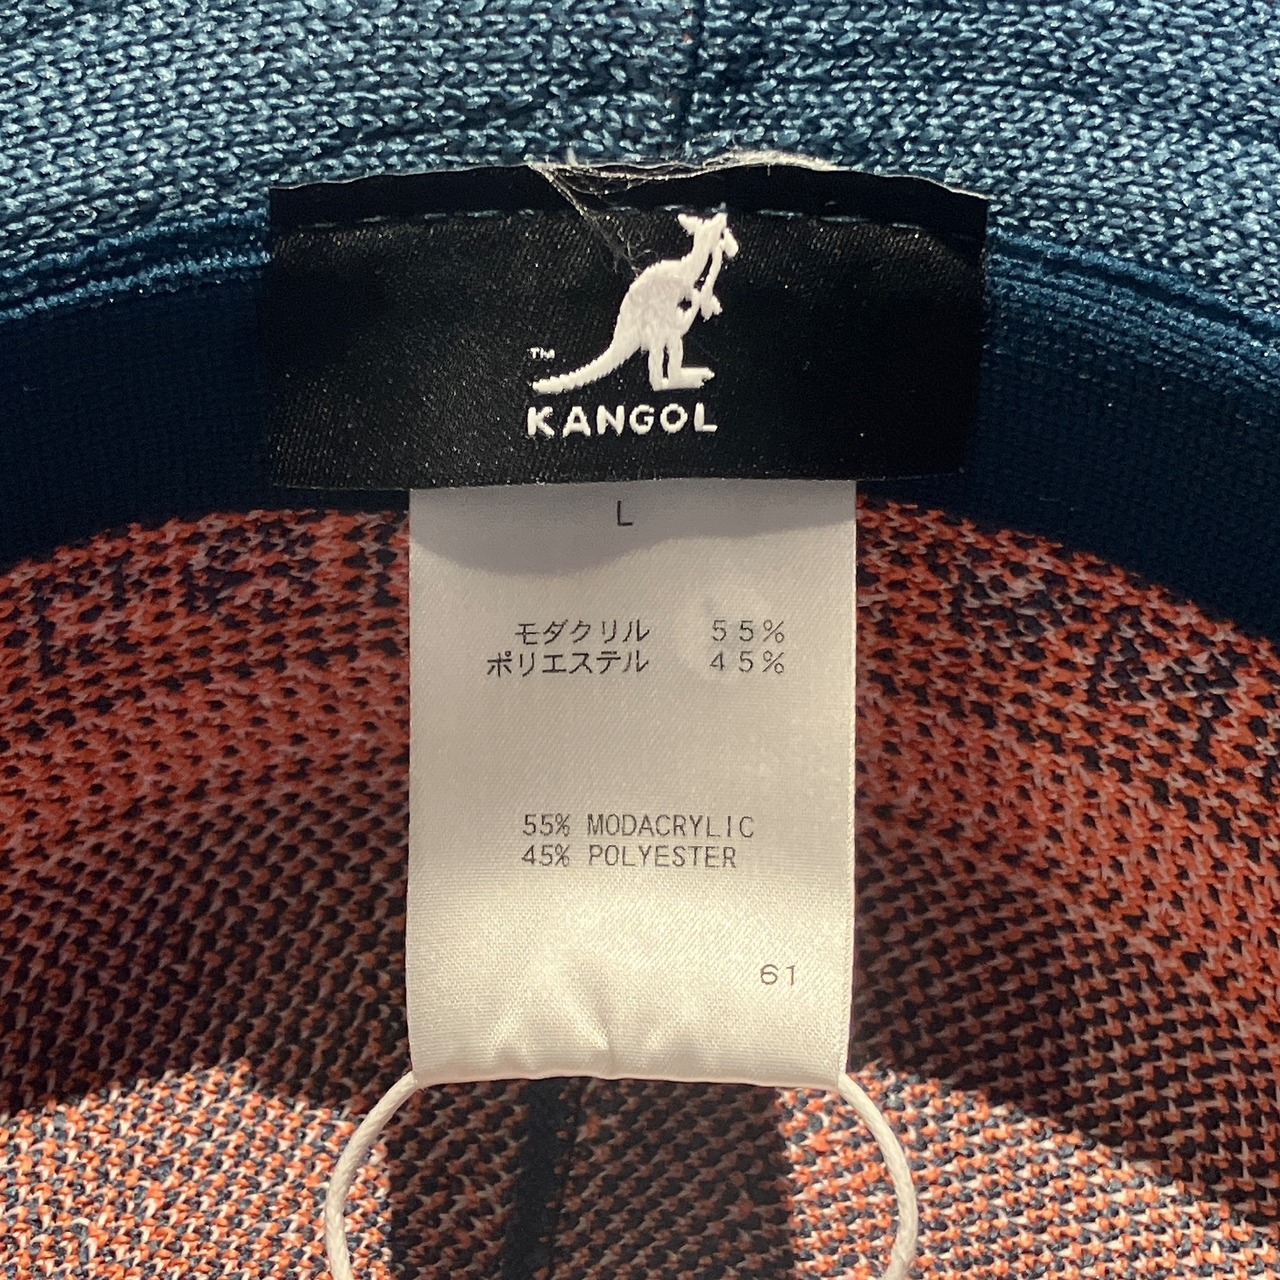 TM
KANGOL
L
モダクリル 55%
ポリエステル 45%
55% MODACRYLIC
45% POLYESTER
61